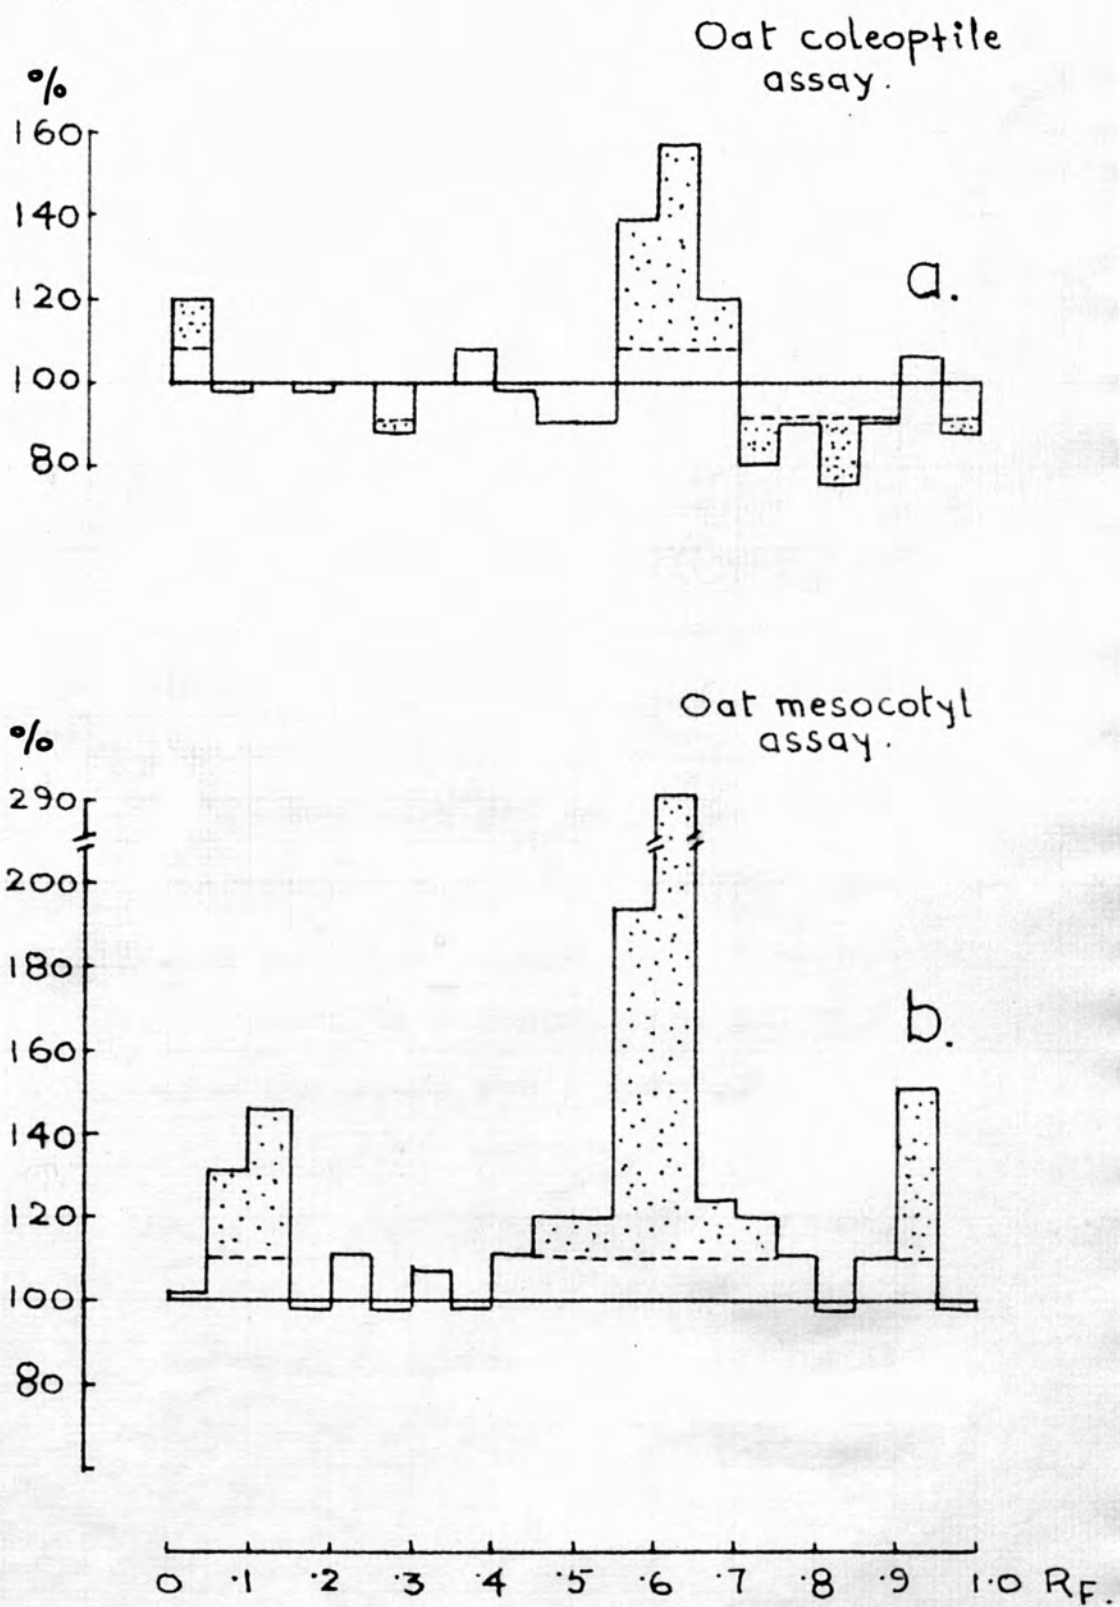 Oat coleoptile
assay.
%
160
140
120
100
80
a.
Oat mesocotyl
assay.
%
290
200
180
160
140
120
100
80
b.
0 ·1 ·2 ·3 ·4 ·5 ·6 ·7 ·8 ·9 1·0 RF.